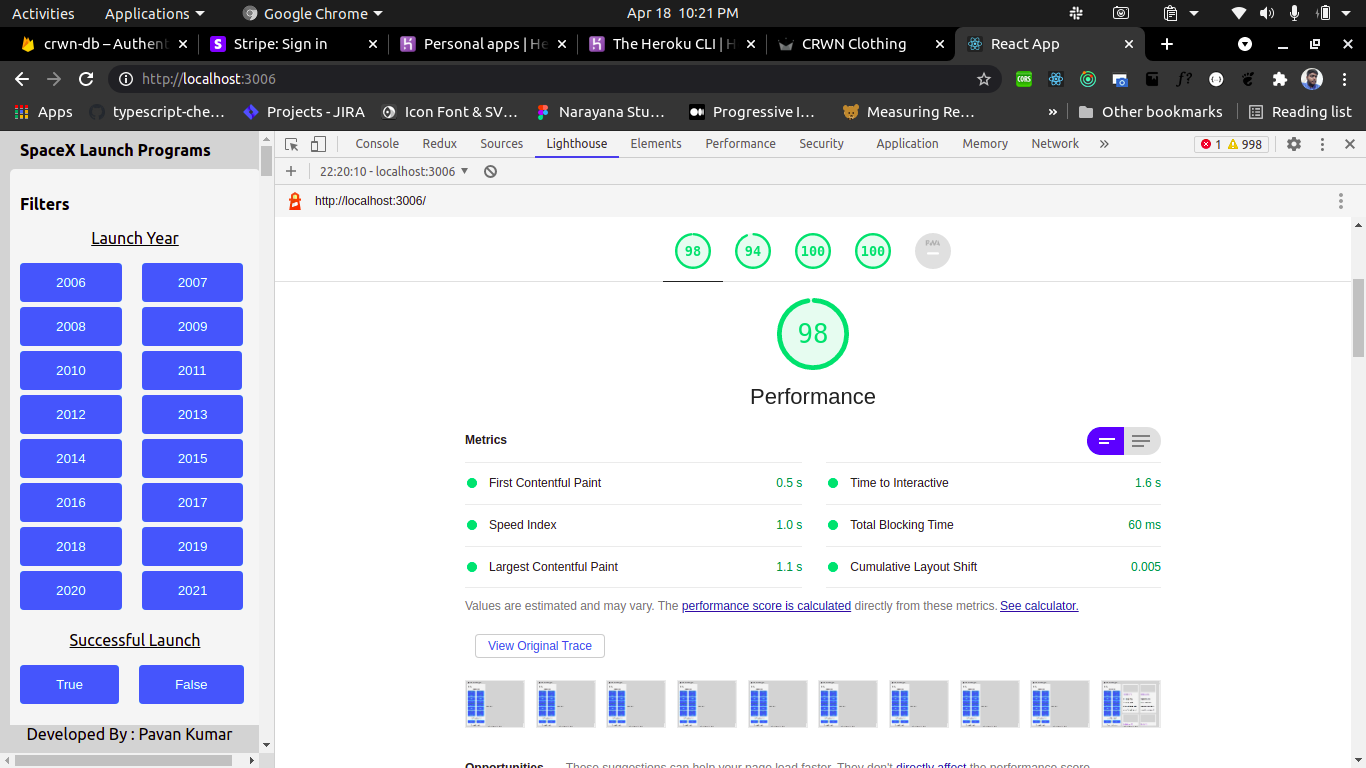 Activities Applications Google Chrome Apr 18 10:21 PM
crwn-db – Authent Stripe: Sign in Personal apps | He The Heroku CLI | H CRWN Clothing React App
http://localhost:3006
Apps typescript-che... Projects - JIRA Icon Font & SV... Narayana Stu... Progressive I... Measuring Re... » Other bookmarks Reading list
SpaceX Launch Programs
Filters
Launch Year
2006 2007
2008 2009
2010 2011
2012 2013
2014 2015
2016 2017
2018 2019
2020 2021
Successful Launch
True False
Developed By : Pavan Kumar
Console Redux Sources Lighthouse Elements Performance Security Application Memory Network » 1 998
22:20:10 - localhost:3006
http://localhost:3006/
98 94 100 100 PWA
98
Performance
Metrics
First Contentful Paint 0.5 s Time to Interactive 1.6 s
Speed Index 1.0 s Total Blocking Time 60 ms
Largest Contentful Paint 1.1 s Cumulative Layout Shift 0.005
Values are estimated and may vary. The performance score is calculated directly from these metrics. See calculator.
View Original Trace
Opportunities These suggestions can help your page load faster. They don't directly affect the performance score.